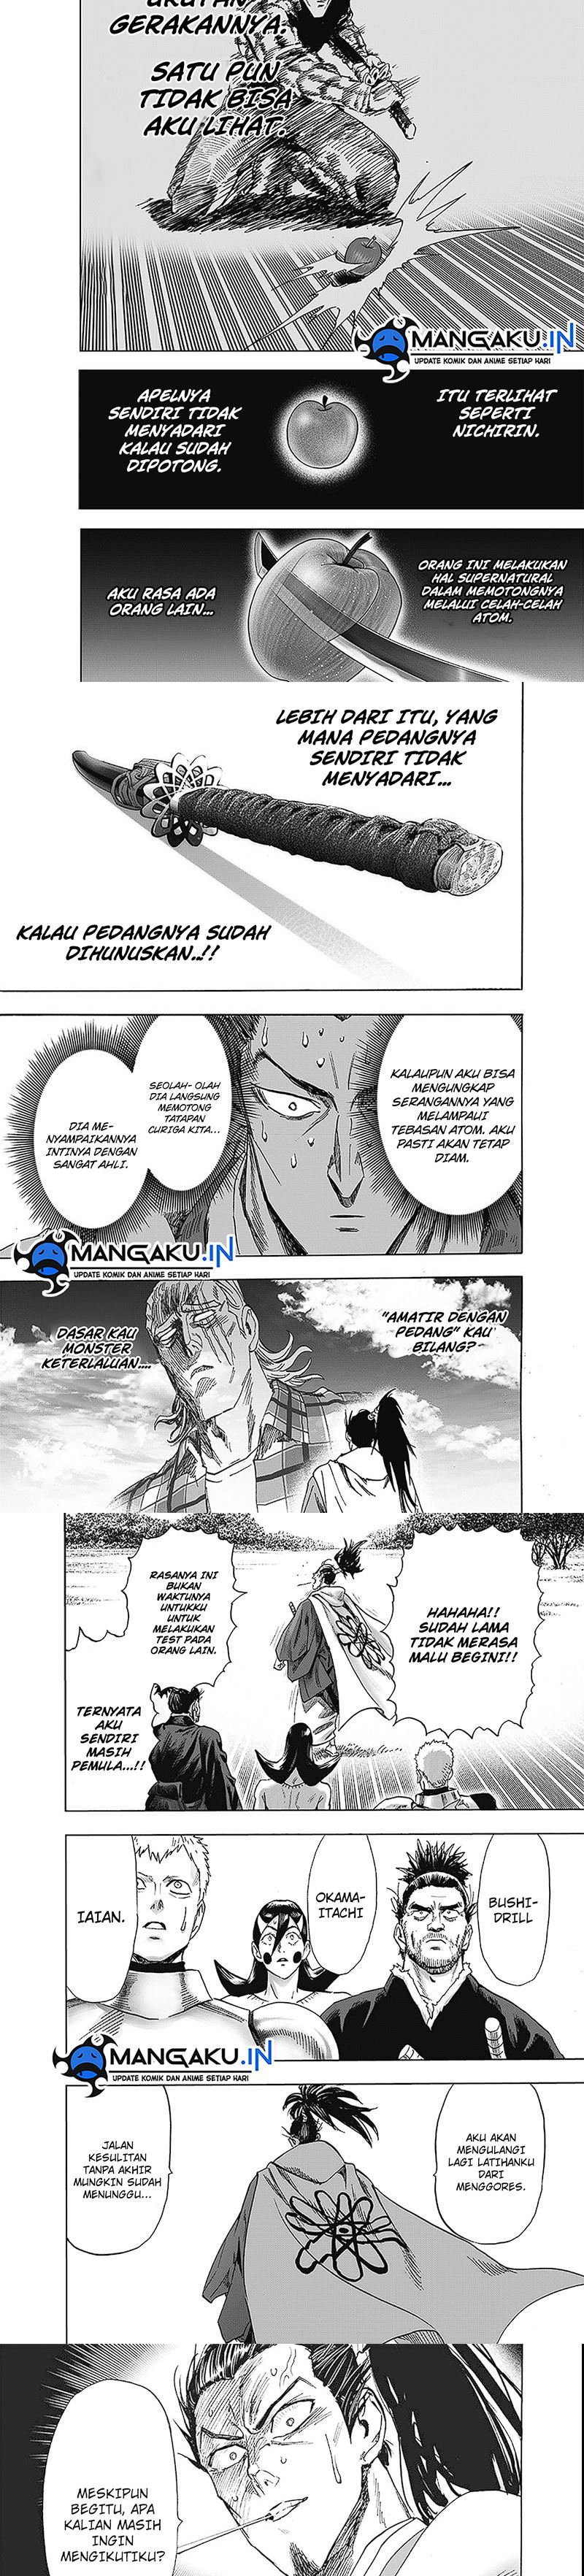 URUTAN
GERAKANNYA.
SATU PUN
TIDAK BISA
AKU LIHAT.
MANGAKU.IN
UPDATE KOMIK DAN ANIME SETIAP HARI
ITU TERLIHAT
SEPERTI
NICHIRIN.
APELNYA
SENDIRI TIDAK
MENYADARI
KALAU SUDAH
DIPOTONG.
ORANG INI MELAKUKAN
HAL SUPERNATURAL
DALAM MEMOTONGNYA
MELALUI CELAH-CELAH
ATOM.
AKU RASA ADA
ORANG LAIN...
LEBIH DARI ITU, YANG
MANA PEDANGNYA
SENDIRI TIDAK
MENYADARI...
KALAU PEDANGNYA SUDAH
DIHUNUSKAN..!!
KALAUPUN AKU BISA
MENGUNGKAP
SERANGANNYA YANG
MELAMPAUI
TEBASAN ATOM. AKU
PASTI AKAN TETAP
DIAM.
SEOLAH- OLAH
DIA LANGSUNG
MEMOTONG
TATAPAN
CURIGA KITA...
DIA ME-
NYAMPAIKANNYA
INTINYA DENGAN
SANGAT AHLI.
MANGAKU.IN
UPDATE KOMIK DAN ANIME SETIAP HARI
"AMATIR DENGAN
PEDANG" KAU
BILANG?
DASAR KAU
MONSTER
KETERLALUAN....
HAHAHA!!
SUDAH LAMA
TIDAK MERASA
MALU BEGINI!!
RASANYA INI
BUKAN
WAKTUNYA
UNTUKKU
UNTUK
MELAKUKAN
TEST PADA
ORANG LAIN.
TERNYATA
AKU
SENDIRI
MASIH
PEMULA...!!
BUSHI-
DRILL
OKAMA-
ITACHI
IAIAN.
MANGAKU.IN
UPDATE KOMIK DAN ANIME SETIAP HARI
AKU AKAN
MENGULANGI
LAGI LATIHANKU
DARI
MENGGORES.
JALAN
KESULITAN
TANPA AKHIR
MUNGKIN SUDAH
MENUNGGU...
MESKIPUN
BEGITU, APA
KALIAN MASIH
INGIN
MENGIKUTIKU?